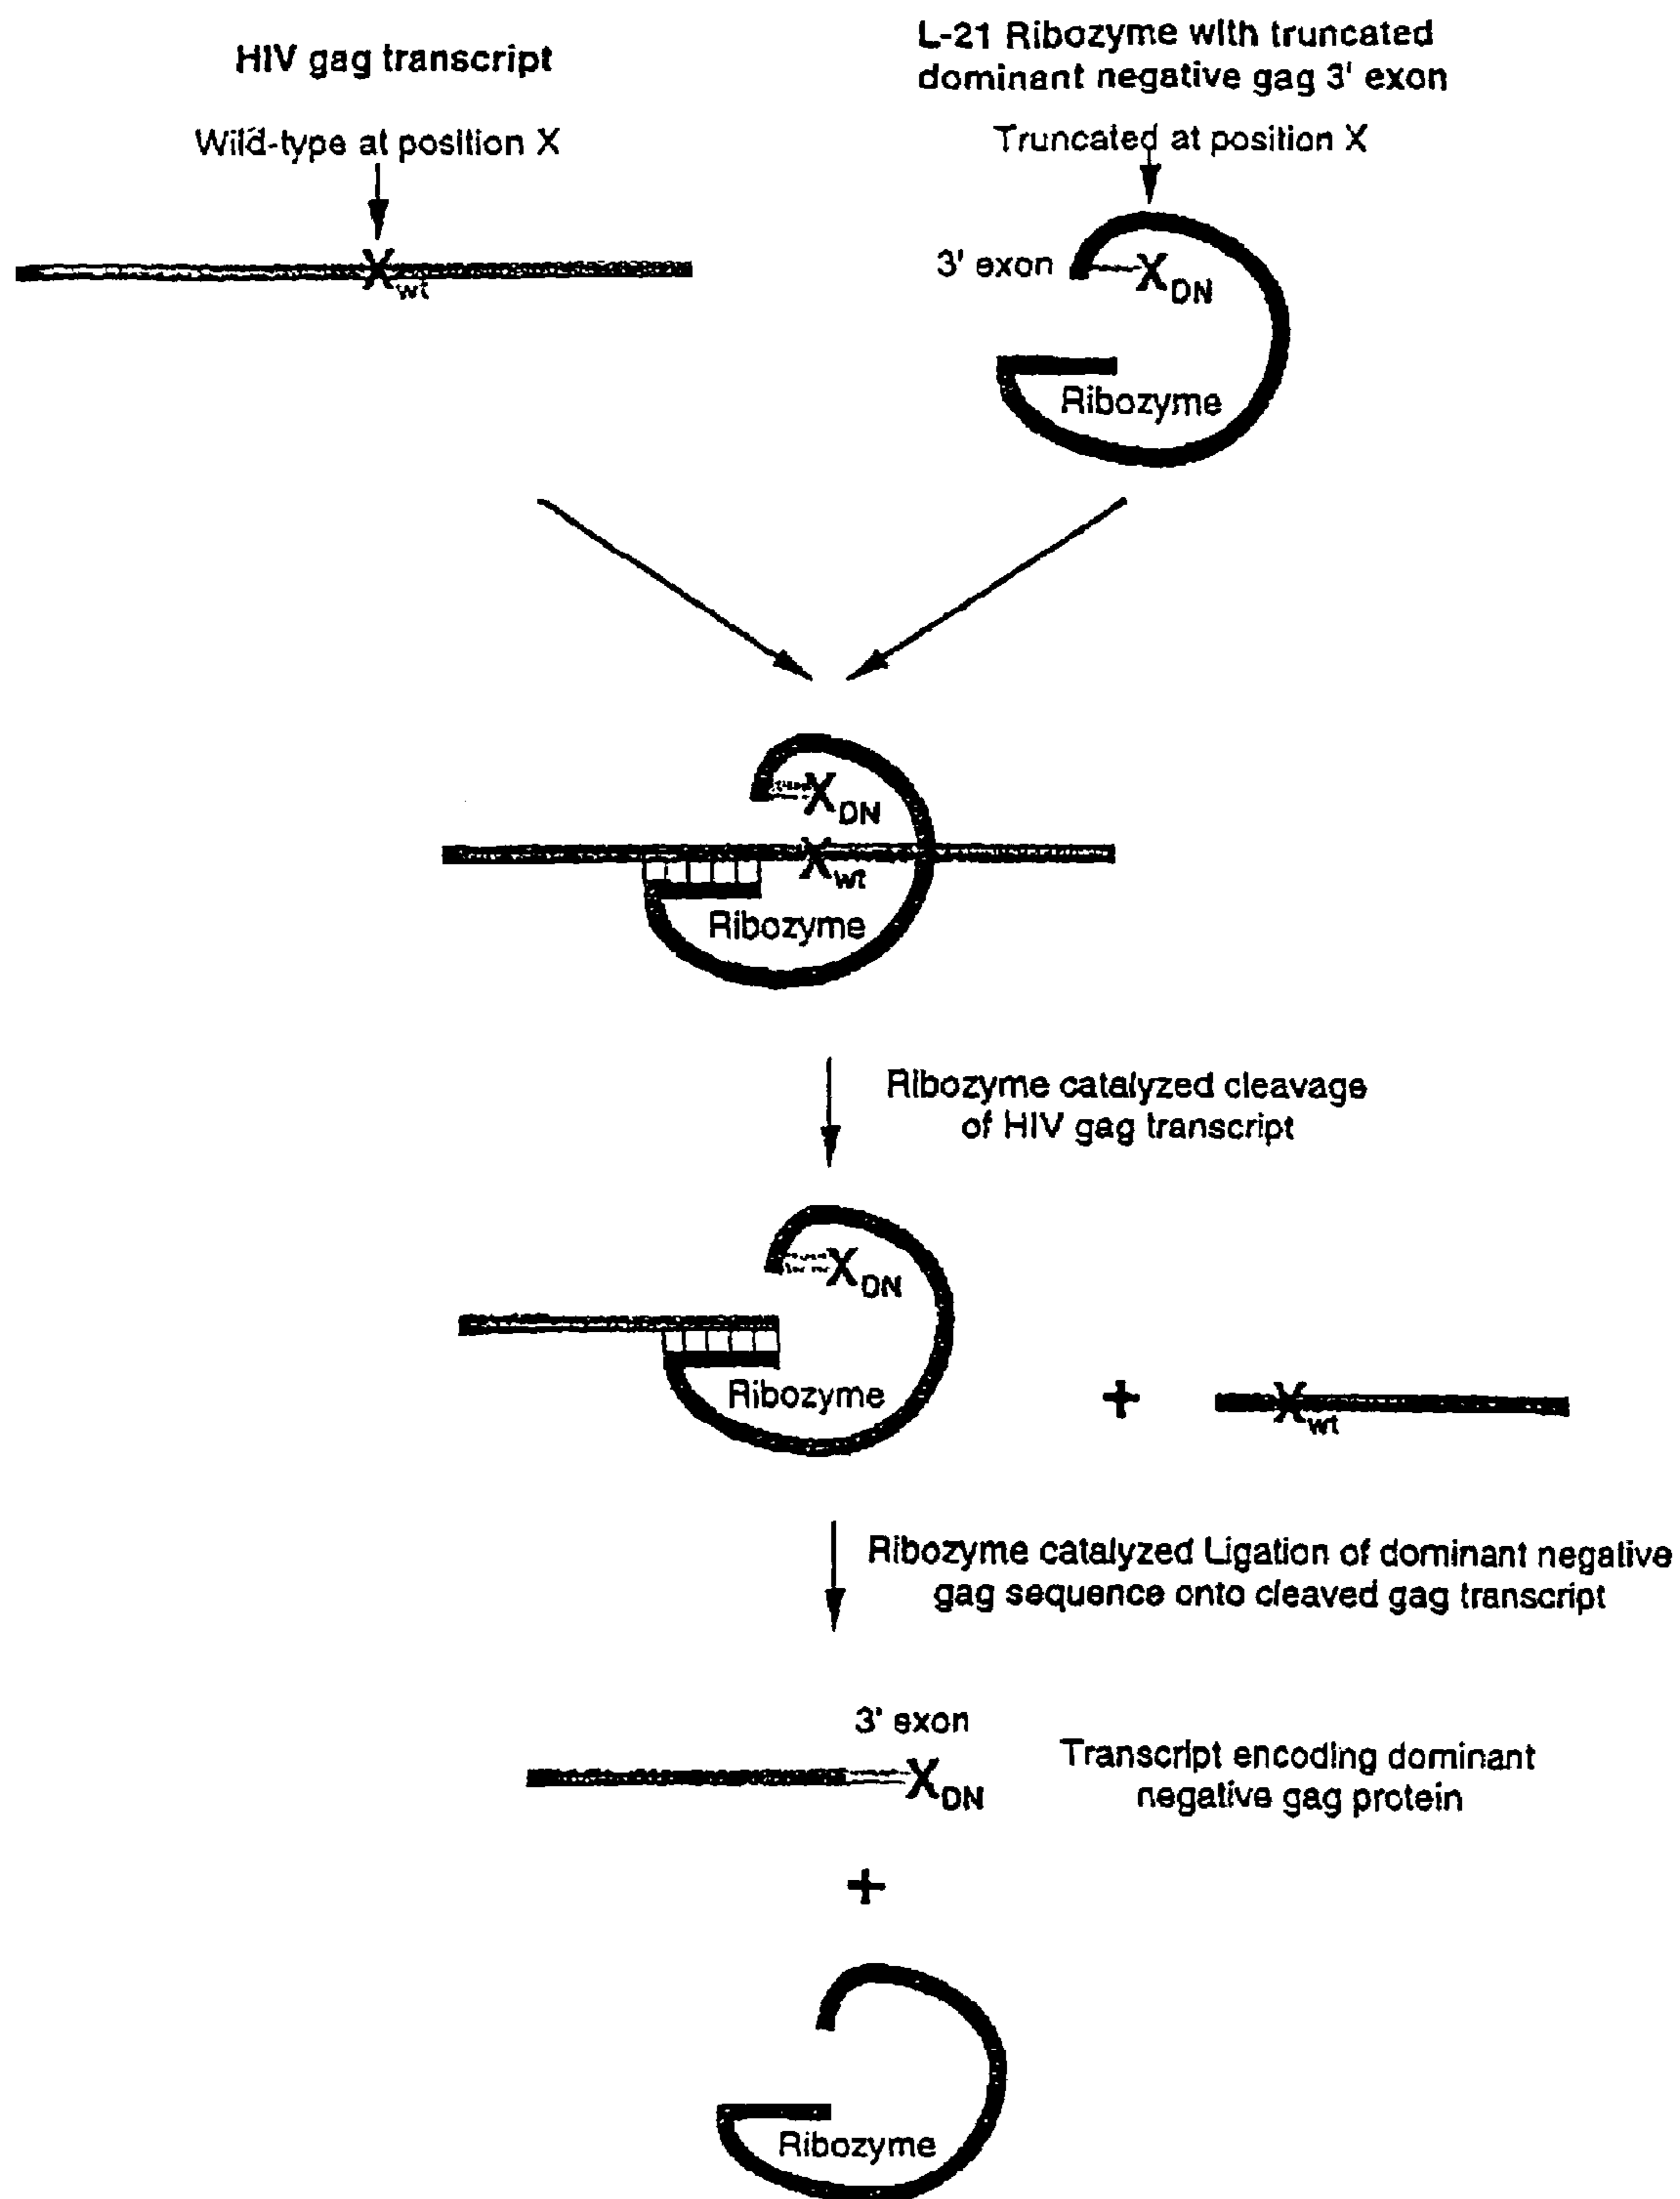 HIV gag transcript
Wild-type at position X
X wt
L-21 Ribozyme with truncated
dominant negative gag 3' exon
Truncated at position X
3' exon
X DN
Ribozyme
X DN
X wt
Ribozyme
Ribozyme catalyzed cleavage
of HIV gag transcript
X DN
Ribozyme
+
X wt
Ribozyme catalyzed Ligation of dominant negative
gag sequence onto cleaved gag transcript
3' exon
X DN
Transcript encoding dominant
negative gag protein
+
Ribozyme